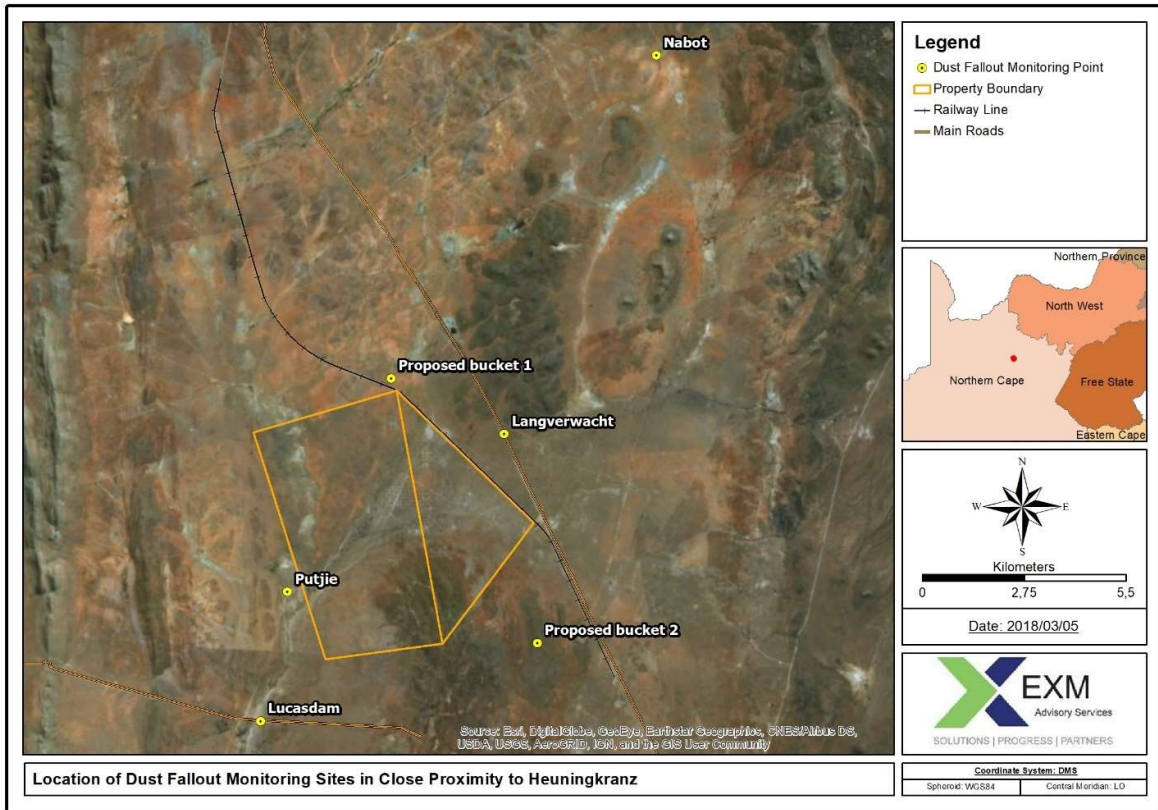 Nabot
Proposed bucket 1
Langverwacht
Putjie
Proposed bucket 2
Lucasdam
Source: Esri, DigitalGlobe, GeoEye, Earthstar Geographics, CNES/Airbus DS,
USDA, USGS, AeroGRID, IGN, and the GIS User Community
Location of Dust Fallout Monitoring Sites in Close Proximity to Heuningkranz
Legend
Dust Fallout Monitoring Point
Property Boundary
Railway Line
Main Roads
Northern Province
North West
Northern Cape
Free State
Eastern Cape
N
W
E
S
Kilometers
0 2,75 5,5
Date: 2018/03/05
EXM
Advisory Services
SOLUTIONS | PROGRESS | PARTNERS
Coordinate System: DMS
Spheroid: WGS84 Central Meridian: LO